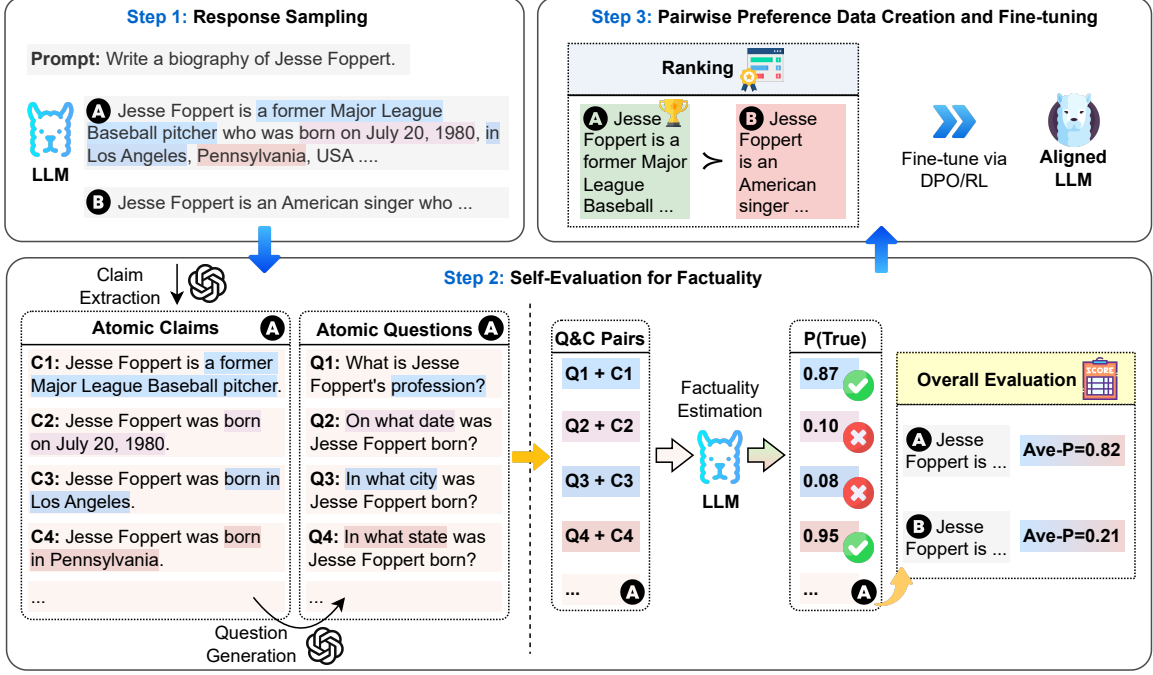 Step 1: Response Sampling
Prompt: Write a biography of Jesse Foppert.
LLM
A Jesse Foppert is a former Major League
Baseball pitcher who was born on July 20, 1980, in
Los Angeles, Pennsylvania, USA ....
B Jesse Foppert is an American singer who ...
Step 3: Pairwise Preference Data Creation and Fine-tuning
Ranking
A Jesse
Foppert is a
former Major
League
Baseball ...
≻
B Jesse
Foppert
is an
American
singer ...
Fine-tune via
DPO/RL
Aligned
LLM
Step 2: Self-Evaluation for Factuality
Claim
Extraction
Atomic Claims A
C1: Jesse Foppert is a former
Major League Baseball pitcher.
C2: Jesse Foppert was born
on July 20, 1980.
C3: Jesse Foppert was born in
Los Angeles.
C4: Jesse Foppert was born
in Pennsylvania.
...
Question
Generation
Atomic Questions A
Q1: What is Jesse
Foppert's profession?
Q2: On what date was
Jesse Foppert born?
Q3: In what city was
Jesse Foppert born?
Q4: In what state was
Jesse Foppert born?
...
Q&C Pairs
Q1 + C1
Q2 + C2
Q3 + C3
Q4 + C4
... A
Factuality
Estimation
LLM
P(True)
0.87
0.10
0.08
0.95
... A
Overall Evaluation
SCORE
A Jesse
Foppert is ...
Ave-P=0.82
B Jesse
Foppert is ...
Ave-P=0.21